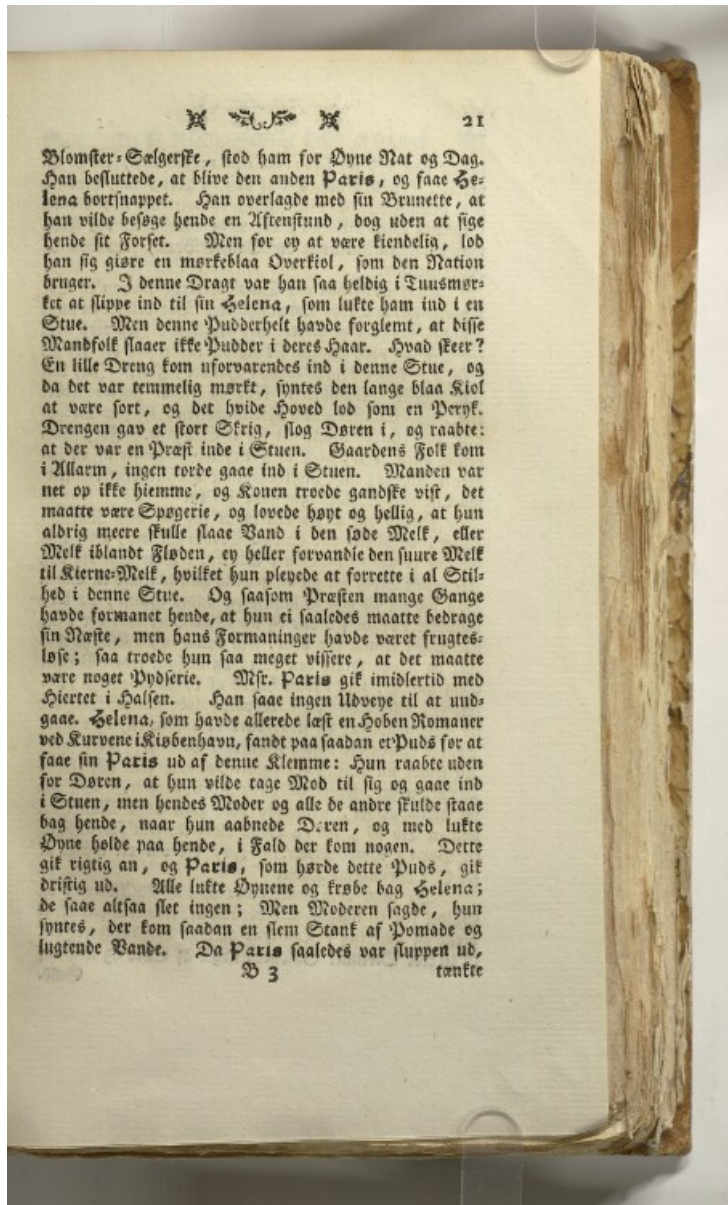 21
Blomster-Sælgerske, stod ham for Øyne Nat og Dag.
Han besluttede, at blive den anden Paris, og faae He-
lena bortsnappet. Han overlagde med sin Brunette, at
han vilde besøge hende en Aftenstund, dog uden at sige
hende sit Forset. Men for ey at være kiendelig, lod
han sig giøre en mørkeblaa Overkiol, som den Nation
bruger. I denne Dragt var han saa heldig i Tuusmør-
ket at slippe ind til sin Helena, som lukte ham ind i en
Stue. Men denne Pudderhelt havde forglemt, at disse
Mandfolk slaaer ikke Pudder i deres Haar. Hvad skeer?
En lille Dreng kom uforvarendes ind i denne Stue, og
da det var temmelig mørkt, syntes den lange blaa Kiol
at være sort, og det hvide Hoved lod som en Peryk.
Drengen gav et stort Skrig, slog Døren i, og raabte:
at der var en Præst inde i Stuen. Gaardens Folk kom
i Allarm, ingen torde gaae ind i Stuen. Manden var
net op ikke hiemme, og Konen troede gandske vist, det
maatte være Spøgerie, og lovede høyt og hellig, at hun
aldrig meere skulle slaae Vand i den søde Melk, eller
Melk iblandt Fløden, ey heller forvandle den suure Melk
til Kierne-Melk, hvilket hun pleyede at forrette i al Stil-
hed i denne Stue. Og saasom Præsten mange Gange
havde formanet hende, at hun ei saaledes maatte bedrage
sin Næste, men hans Formaninger havde været frugtes-
løse; saa troede hun saa meget vissere, at det maatte
være noget Pydserie. Msr. Paris gik imidlertid med
Hiertet i Halsen. Han saae ingen Udveye til at und-
gaae. Helena, som havde allerede læst en Hoben Romaner
ved Kurvene i Kiøbenhavn, fandt paa saadan et Puds for at
faae sin Paris ud af denne Klemme: Hun raabte uden
for Døren, at hun vilde tage Mod til sig og gaae ind
i Stuen, men hendes Moder og alle de andre skulde staae
bag hende, naar hun aabnede Døren, og med lukte
Øyne holde paa hende, i Fald der kom nogen. Dette
gik rigtig an, og Paris, som hørde dette Puds, gik
dristig ud. Alle lukte Øynene og krøbe bag Helena;
de saae altsaa slet ingen; Men Moderen sagde, hun
syntes, der kom saadan en slem Stank af Pomade og
lugtende Vande. Da Paris saaledes var sluppen ud,
B 3 tænkte